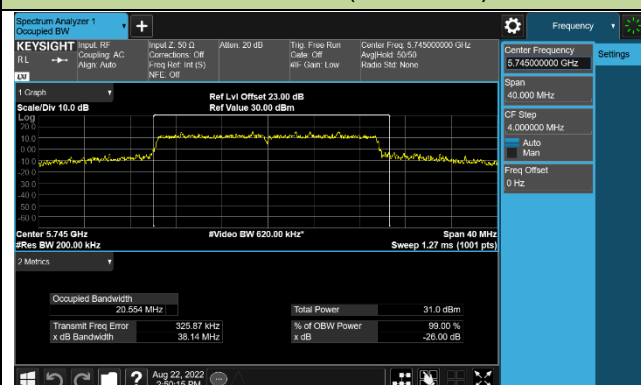 Spectrum Analyzer 1
Occupied BW
Frequency
KEYSIGHT
RL
LXI
Input: RF
Coupling: AC
Align: Auto
Input Z: 50 Ω
Corrections: Off
Freq Ref: Int (S)
NFE: Off
Atten: 20 dB
Trig: Free Run
Gate: Off
#IF Gain: Low
Center Freq: 5.745000000 GHz
Avg|Hold: 50/50
Radio Std: None
Center Frequency
5.745000000 GHz
Settings
Span
40.000 MHz
CF Step
4.000000 MHz
Auto
Man
Freq Offset
0 Hz
1 Graph
Scale/Div 10.0 dB
Ref Lvl Offset 23.00 dB
Ref Value 30.00 dBm
Log
20.0
10.0
0.00
-10.0
-20.0
-30.0
-40.0
-50.0
-60.0
Center 5.745 GHz
#Res BW 200.00 kHz
#Video BW 620.00 kHz*
Span 40 MHz
Sweep 1.27 ms (1001 pts)
2 Metrics
Occupied Bandwidth
20.554 MHz
Total Power 31.0 dBm
Transmit Freq Error 325.87 kHz
% of OBW Power 99.00 %
x dB Bandwidth 38.14 MHz
x dB -26.00 dB
Aug 22, 2022
2:50:15 PM